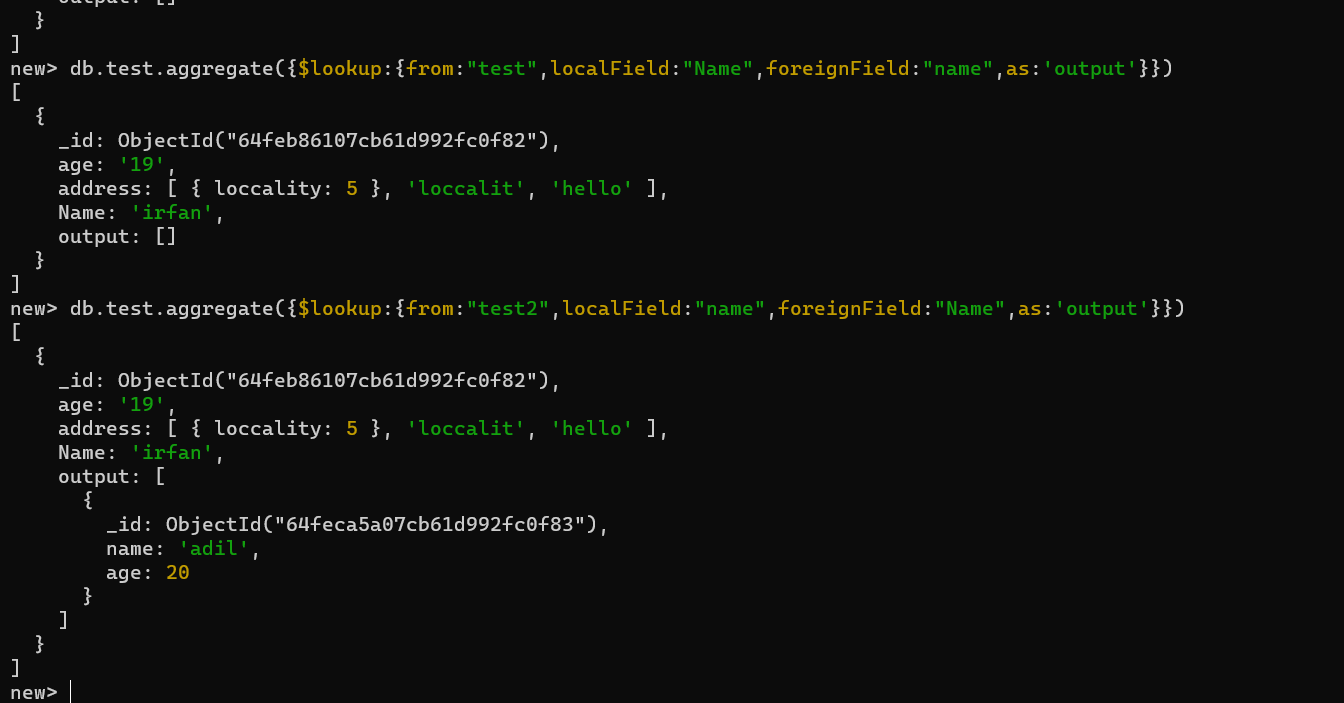 output: []
  }
]
new> db.test.aggregate({$lookup:{from:"test",localField:"Name",foreignField:"name",as:'output'}})
[
  {
    _id: ObjectId("64feb86107cb61d992fc0f82"),
    age: '19',
    address: [ { loccality: 5 }, 'loccalit', 'hello' ],
    Name: 'irfan',
    output: []
  }
]
new> db.test.aggregate({$lookup:{from:"test2",localField:"name",foreignField:"Name",as:'output'}})
[
  {
    _id: ObjectId("64feb86107cb61d992fc0f82"),
    age: '19',
    address: [ { loccality: 5 }, 'loccalit', 'hello' ],
    Name: 'irfan',
    output: [
      {
        _id: ObjectId("64feca5a07cb61d992fc0f83"),
        name: 'adil',
        age: 20
      }
    ]
  }
]
new>